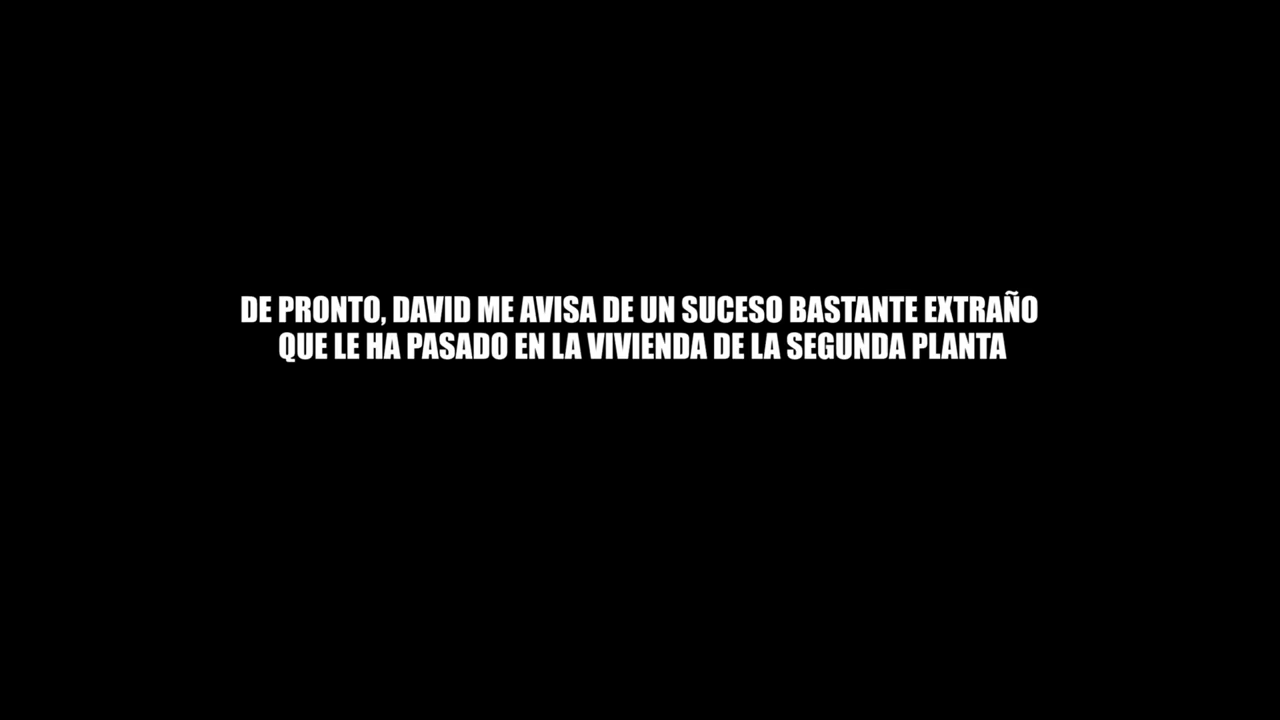 DE PRONTO, DAVID ME AVISA DE UN SUCESO BASTANTE EXTRAÑO
QUE LE HA PASADO EN LA VIVIENDA DE LA SEGUNDA PLANTA